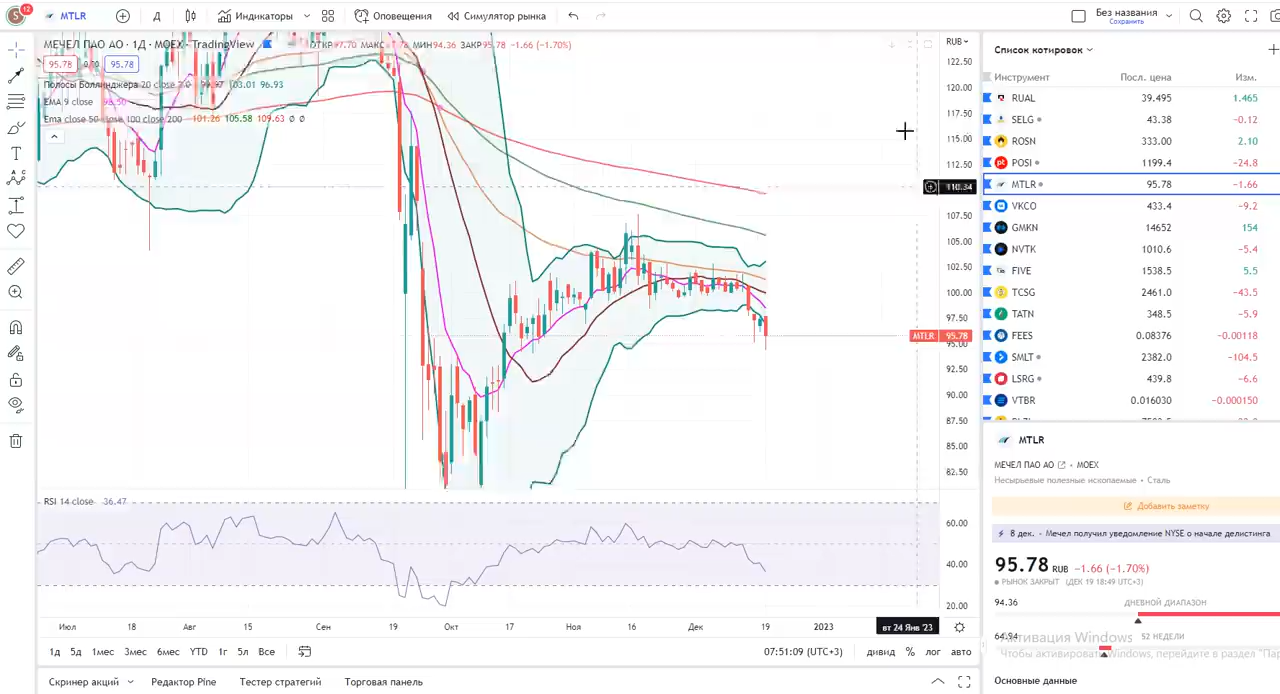 S 12 MTLR Д Индикаторы Оповещения Симулятор рынка Без названия
Сохранить
МЕЧЕЛ ПАО АО · 1Д · MOEX · TradingView МИН94.36 ЗАКР95.78 −1.66 (−1.70%)
RUB
95.78 0.00 95.78
Полосы Боллинджера 20 close 2.0 99.97 103.01 96.93
EMA 9 close 98.50
Ema close 50 close 100 close 200 101.26 105.58 109.63 ∅ ∅
122.50
120.00
117.50
115.00
112.50
110.34
107.50
105.00
102.50
100.00
97.50
MTLR 95.78
95.00
92.50
90.00
87.50
85.00
82.50
RSI 14 close 36.47
60.00
40.00
20.00
Июль 18 Авг 15 Сен 19 Окт 17 Ноя 16 Дек 19 2023 вт 24 Янв '23
1д 5д 1мес 3мес 6мес YTD 1г 5л Все 07:51:09 (UTC+3) дивид % лог авто
Скринер акций Редактор Pine Тестер стратегий Торговая панель
Список котировок
Инструмент Посл. цена Изм.
RUAL 39.495 1.465
SELG 43.38 −0.12
ROSN 333.00 2.10
POSI 1199.4 −24.8
MTLR 95.78 −1.66
VKCO 433.4 −9.2
GMKN 14652 154
NVTK 1010.6 −5.4
FIVE 1538.5 5.5
TCSG 2461.0 −43.5
TATN 348.5 −5.9
FEES 0.08376 −0.00118
SMLT 2382.0 −104.5
LSRG 439.8 −6.6
VTBR 0.016030 −0.000150
MTLR
МЕЧЕЛ ПАО АО · MOEX
Несырьевые полезные ископаемые · Сталь
Добавить заметку
8 дек. · Мечел получил уведомление NYSE о начале делистинга
95.78 RUB −1.66 (−1.70%)
РЫНОК ЗАКРЫТ (ДЕК 19 18:49 UTC+3)
94.36 ДНЕВНОЙ ДИАПАЗОН
64.94 52 НЕДЕЛИ
Активация Windows
Чтобы активировать Windows, перейдите в раздел "Пар
Основные данные